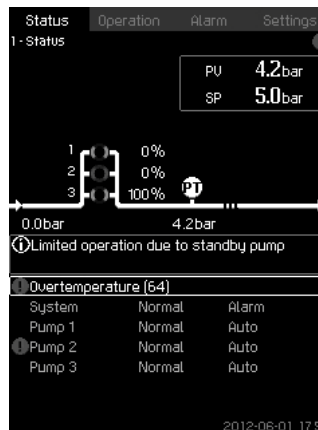 Status Operation Alarm Settings
1 - Status
PV 4.2bar
SP 5.0bar
1 0%
2 0%
3 100% PT
0.0bar 4.2bar
Limited operation due to standby pump
Overtemperature (64)
System Normal Alarm
Pump 1 Normal Auto
Pump 2 Normal Auto
Pump 3 Normal Auto
2012-06-01